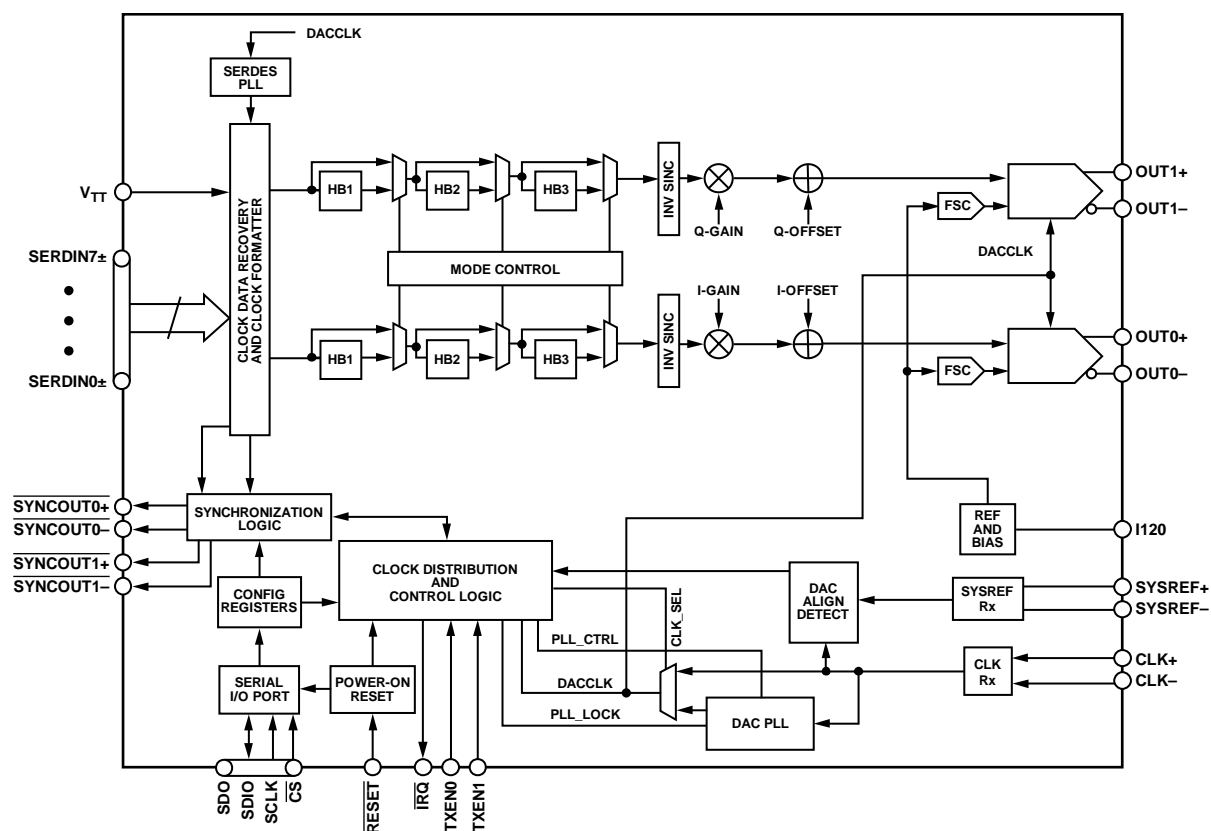 DACCLK
SERDES
PLL
CLOCK DATA RECOVERY
AND CLOCK FORMATTER
VTT
SERDIN7±
SERDIN0±
HB1
HB2
HB3
INV SINC
Q-GAIN
Q-OFFSET
FSC
OUT1+
OUT1–
DACCLK
MODE CONTROL
I-GAIN
I-OFFSET
HB1
HB2
HB3
INV SINC
FSC
OUT0+
OUT0–
SYNCOUT0+
SYNCOUT0–
SYNCOUT1+
SYNCOUT1–
SYNCHRONIZATION
LOGIC
REF
AND
BIAS
I120
CLOCK DISTRIBUTION
AND
CONTROL LOGIC
CONFIG
REGISTERS
DAC
ALIGN
DETECT
SYSREF
Rx
SYSREF+
SYSREF–
CLK_SEL
PLL_CTRL
SERIAL
I/O PORT
POWER-ON
RESET
DACCLK
PLL_LOCK
DAC PLL
CLK
Rx
CLK+
CLK–
SDO
SDIO
SCLK
CS
RESET
IRQ
TXEN0
TXEN1